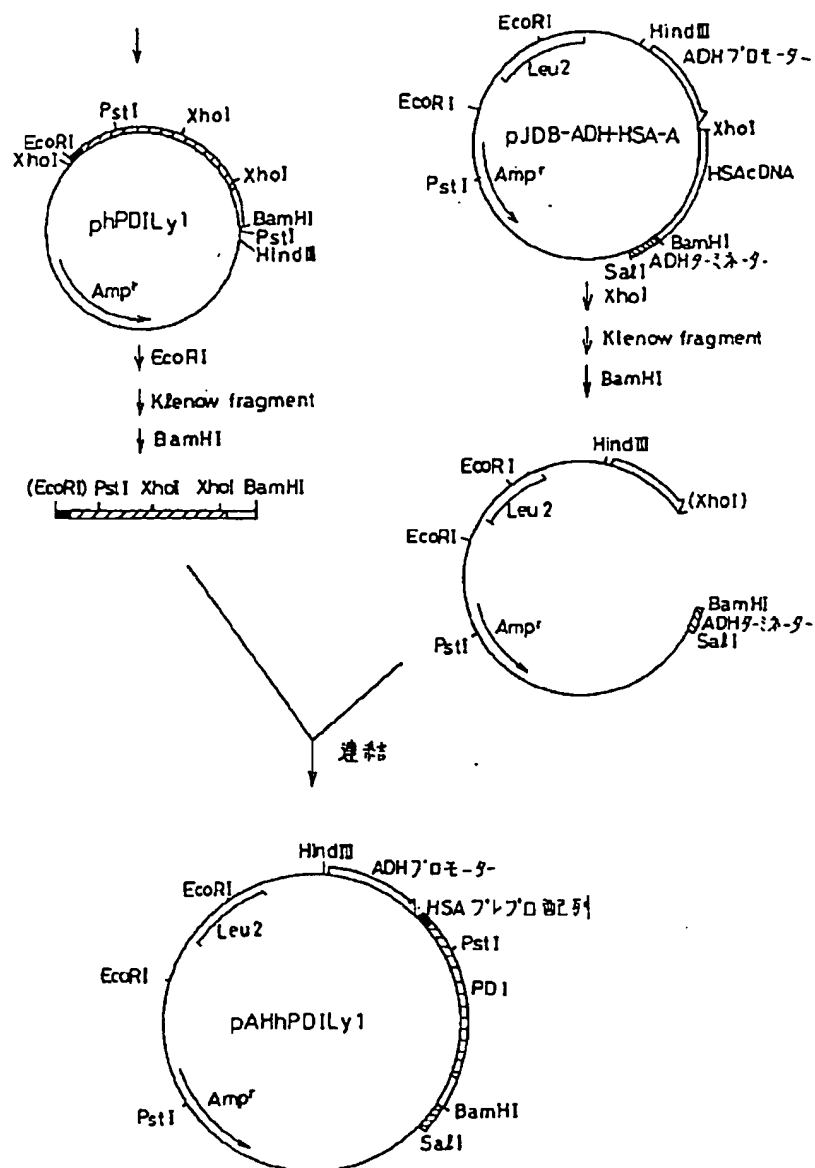 PstI
XhoI
EcoRI
XhoI
XhoI
phPDILy1
BamHI
PstI
HindⅢ
Ampʳ
EcoRI
Klenow fragment
BamHI
(EcoRI) PstI XhoI XhoI BamHI
EcoRI
HindⅢ
ADHプロモーター
Leu2
EcoRI
pJDB-ADH-HSA-A
XhoI
HSAcDNA
PstI
Ampʳ
BamHI
SalI
ADHターミネーター
XhoI
Klenow fragment
BamHI
HindⅢ
EcoRI
Leu2
(XhoI)
EcoRI
BamHI
ADHターミネーター
SalI
Ampʳ
PstI
連結
HindⅢ
ADHプロモーター
EcoRI
HSAプレプロ配列
Leu2
PstI
EcoRI
PDI
pAHhPDILy1
Ampʳ
PstI
BamHI
SalI